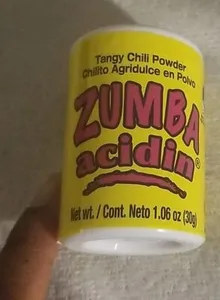 Tangy Chili Powder
Chilito Agridulce en Polvo
ZUMBA
acidin®
Net wt. / Cont. Neto 1.06 oz (30g)